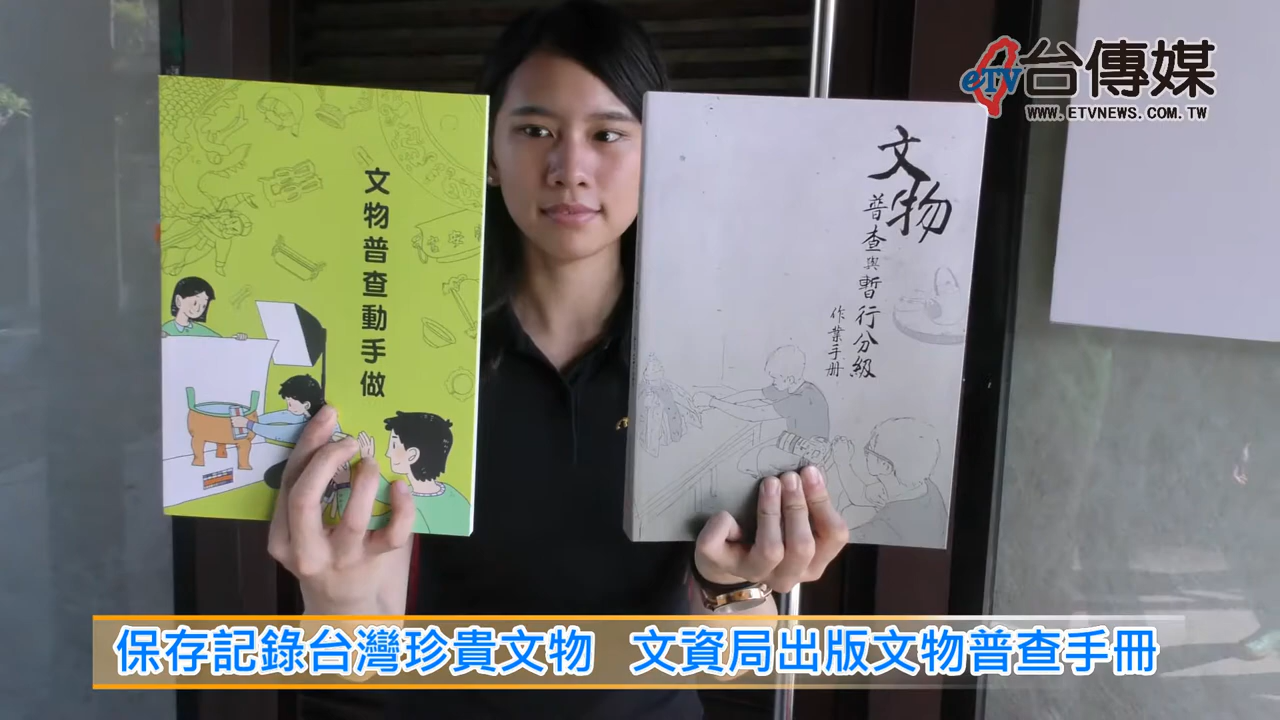 eTV台傳媒
WWW.ETVNEWS.COM.TW
文物普查動手做
文物
普查與暫行分級
作業手册
保存記錄台灣珍貴文物 文資局出版文物普查手冊